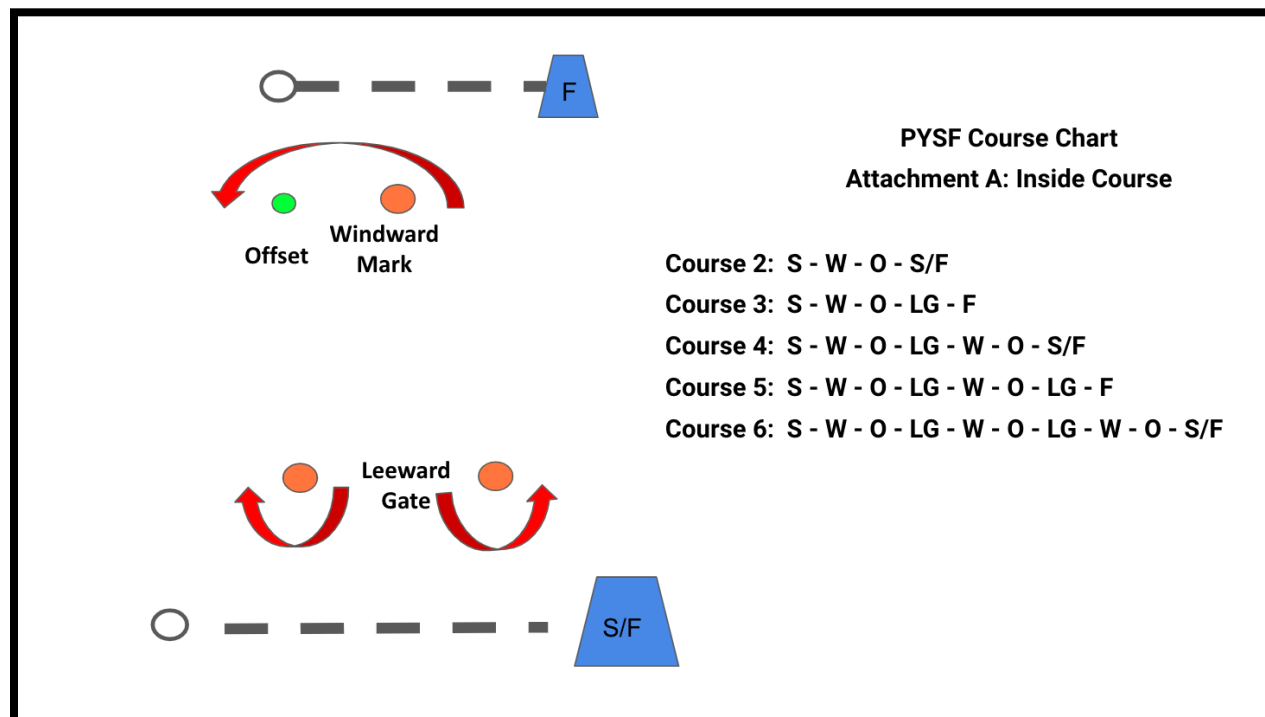 F
PYSF Course Chart
Attachment A: Inside Course
Offset
Windward
Mark
Course 2: S - W - O - S/F
Course 3: S - W - O - LG - F
Course 4: S - W - O - LG - W - O - S/F
Course 5: S - W - O - LG - W - O - LG - F
Course 6: S - W - O - LG - W - O - LG - W - O - S/F
Leeward
Gate
S/F